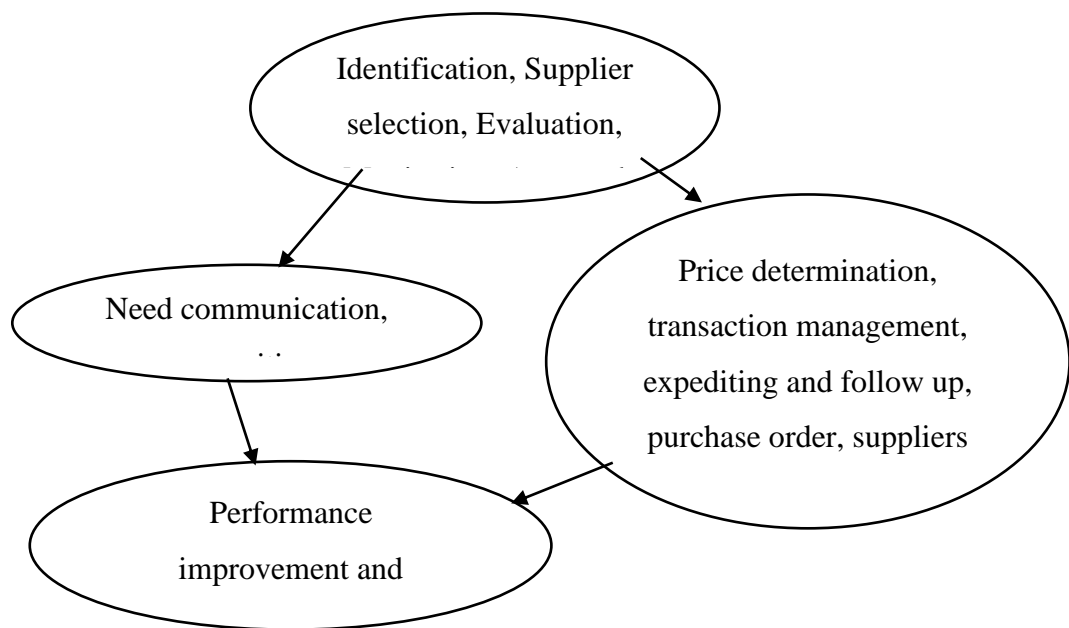 Identification, Supplier
selection, Evaluation,
Need communication,
Price determination,
transaction management,
expediting and follow up,
purchase order, suppliers
Performance
improvement and